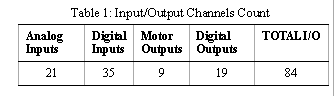 Table 1: Input/Output Channels Count
Analog Inputs Digital Inputs Motor Outputs Digital Outputs TOTAL I/O
21 35 9 19 84